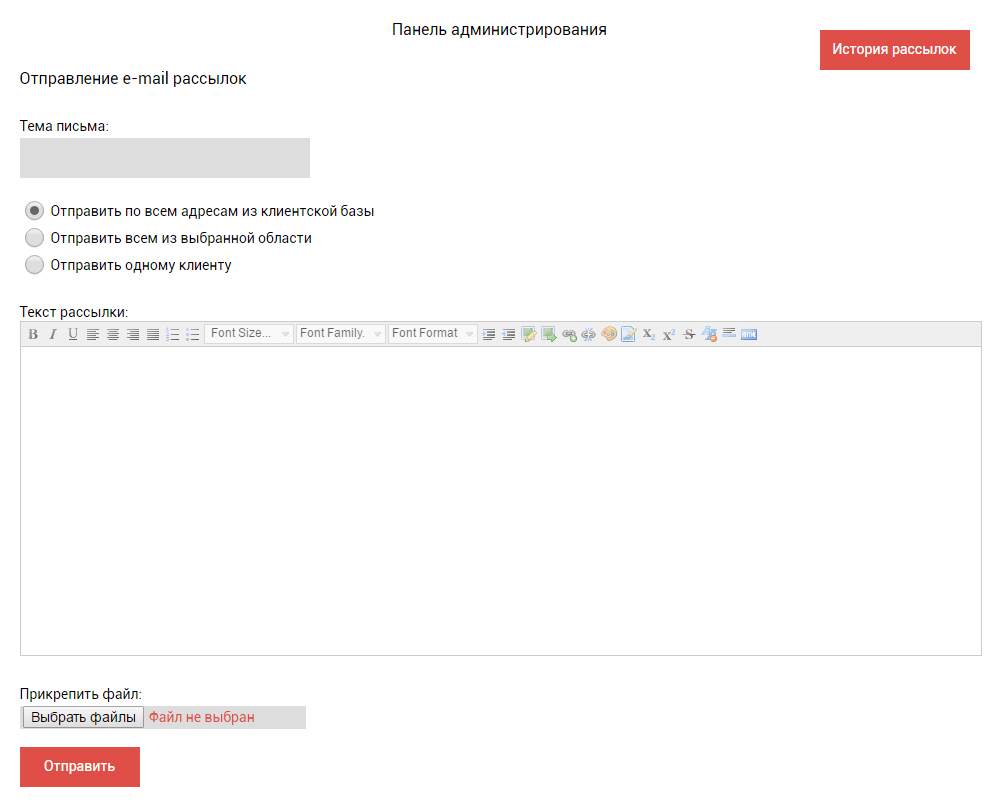 Панель администрирования
История рассылок
Отправление e-mail рассылок
Тема письма:
Отправить по всем адресам из клиентской базы
Отправить всем из выбранной области
Отправить одному клиенту
Текст рассылки:
B I U Font Size... Font Family. Font Format X₂ X² S
Прикрепить файл:
Выбрать файлы Файл не выбран
Отправить